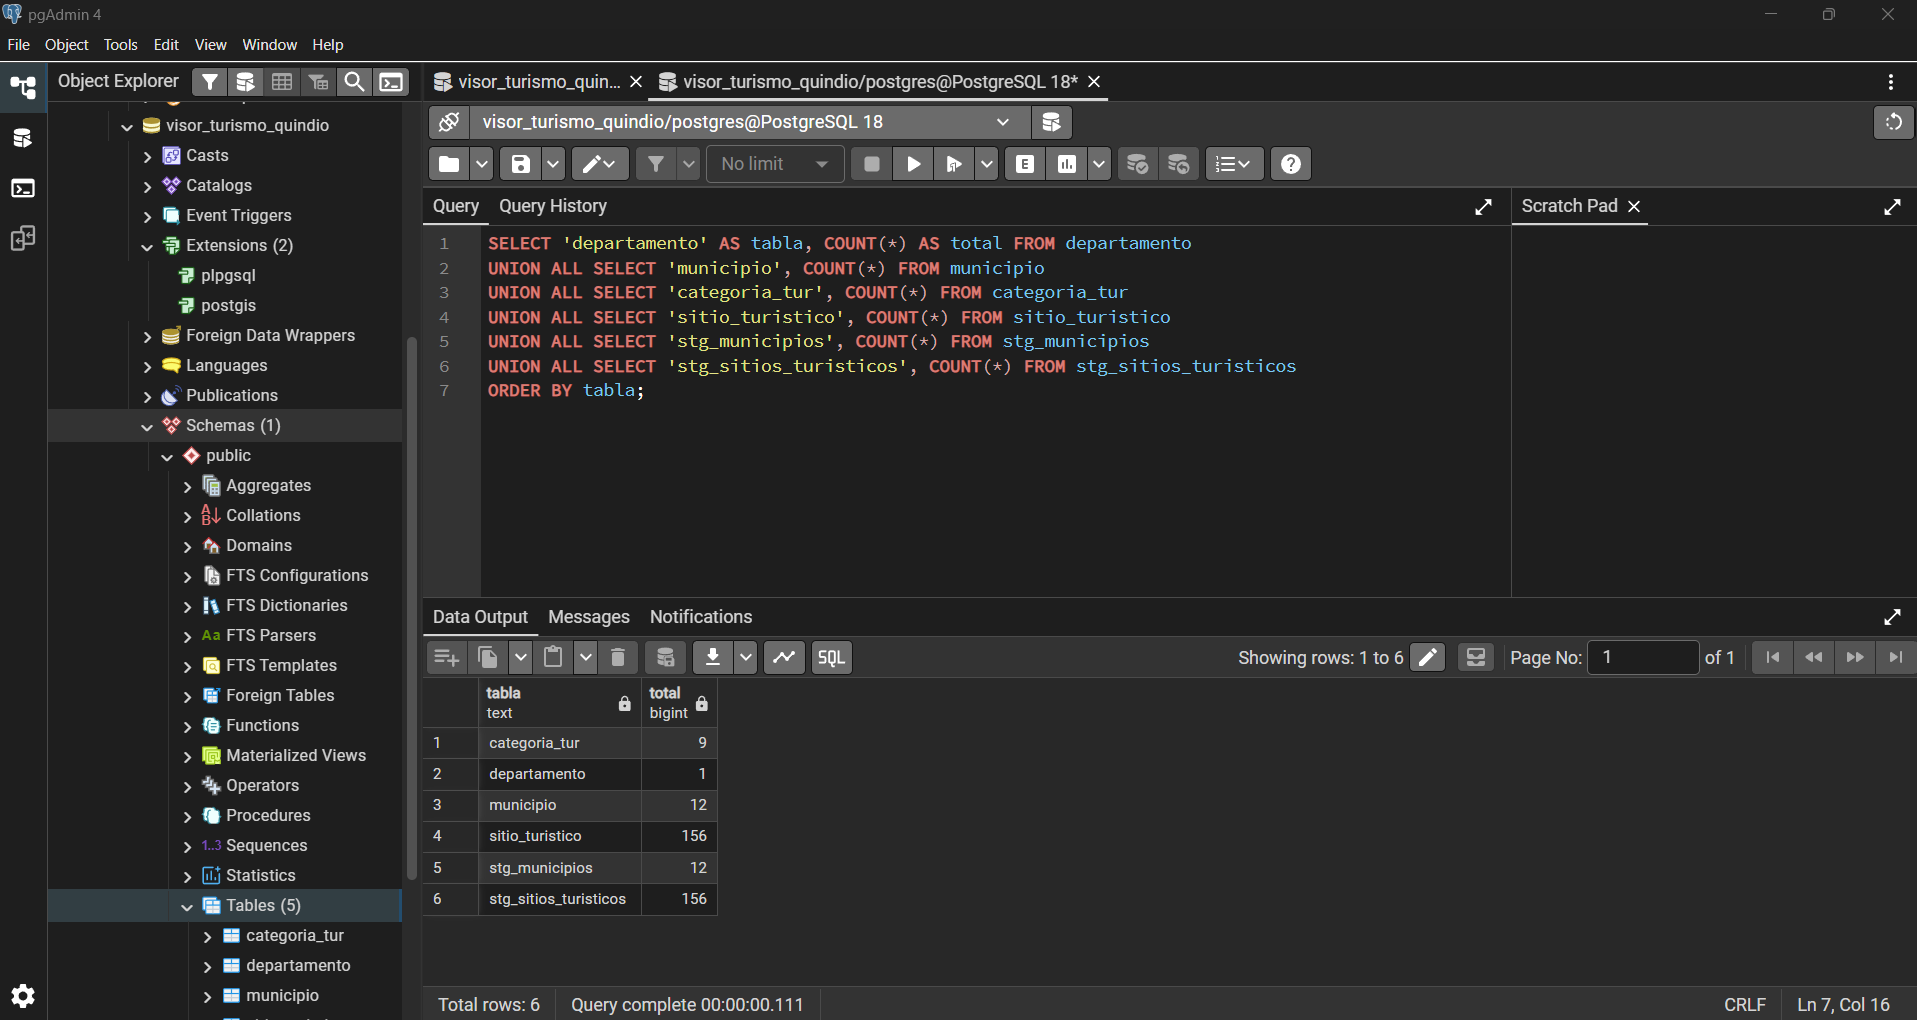 pgAdmin 4
File Object Tools Edit View Window Help
Object Explorer
visor_turismo_quin...
visor_turismo_quindio/postgres@PostgreSQL 18*
visor_turismo_quindio
Casts
Catalogs
Event Triggers
Extensions (2)
plpgsql
postgis
Foreign Data Wrappers
Languages
Publications
Schemas (1)
public
Aggregates
Collations
Domains
FTS Configurations
FTS Dictionaries
Aa FTS Parsers
FTS Templates
Foreign Tables
Functions
Materialized Views
Operators
Procedures
1..3 Sequences
Statistics
Tables (5)
categoria_tur
departamento
municipio
visor_turismo_quindio/postgres@PostgreSQL 18
No limit
E
Query Query History
Scratch Pad
1 SELECT 'departamento' AS tabla, COUNT(*) AS total FROM departamento
2 UNION ALL SELECT 'municipio', COUNT(*) FROM municipio
3 UNION ALL SELECT 'categoria_tur', COUNT(*) FROM categoria_tur
4 UNION ALL SELECT 'sitio_turistico', COUNT(*) FROM sitio_turistico
5 UNION ALL SELECT 'stg_municipios', COUNT(*) FROM stg_municipios
6 UNION ALL SELECT 'stg_sitios_turisticos', COUNT(*) FROM stg_sitios_turisticos
7 ORDER BY tabla;
Data Output Messages Notifications
SQL
Showing rows: 1 to 6
Page No: 1 of 1
tabla total
text bigint
1 categoria_tur 9
2 departamento 1
3 municipio 12
4 sitio_turistico 156
5 stg_municipios 12
6 stg_sitios_turisticos 156
Total rows: 6
Query complete 00:00:00.111
CRLF
Ln 7, Col 16